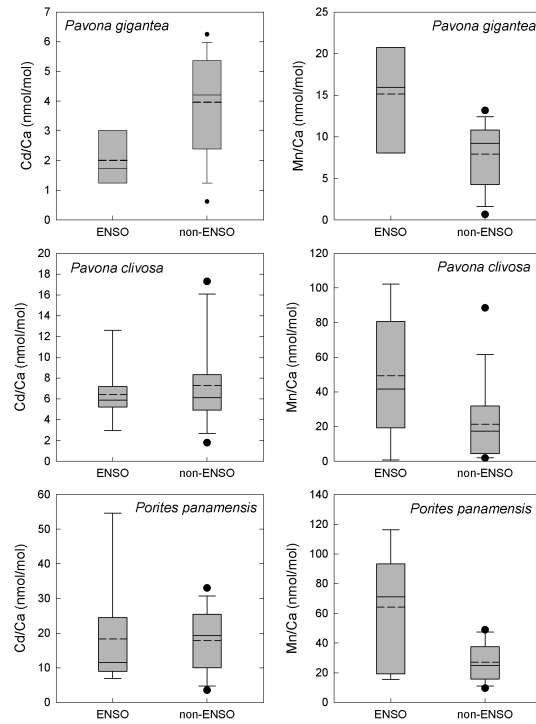 Pavona gigantea
Cd/Ca (nmol/mol)
7
6
5
4
3
2
1
0
ENSO non-ENSO
Pavona gigantea
Mn/Ca (nmol/mol)
25
20
15
10
5
0
ENSO non-ENSO
Pavona clivosa
Cd/Ca (nmol/mol)
20
18
16
14
12
10
8
6
4
2
0
ENSO non-ENSO
Pavona clivosa
Mn/Ca (nmol/mol)
120
100
80
60
40
20
0
ENSO non-ENSO
Porites panamensis
Cd/Ca (nmol/mol)
60
50
40
30
20
10
0
ENSO non-ENSO
Porites panamensis
Mn/Ca (nmol/mol)
140
120
100
80
60
40
20
0
ENSO non-ENSO